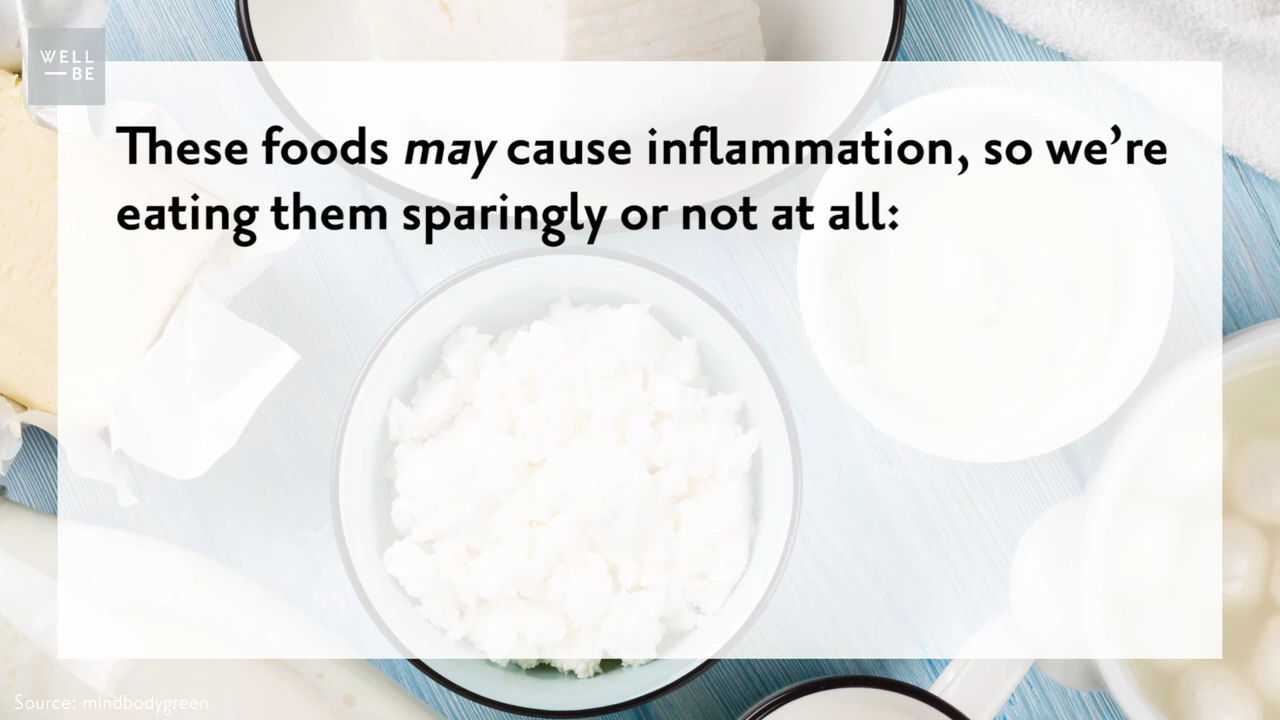 WELL
—BE
These foods may cause inflammation, so we’re
eating them sparingly or not at all:
Source: mindbodygreen